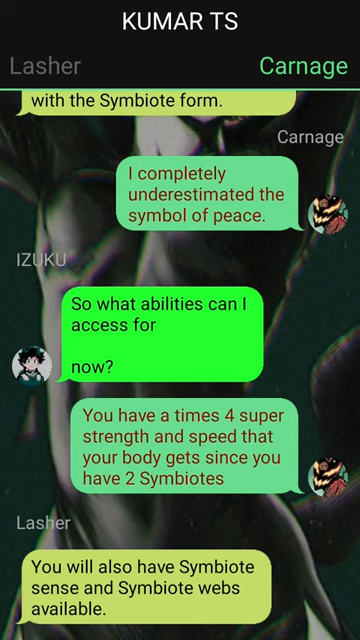 KUMAR TS
Lasher
Carnage
with the Symbiote form.
Carnage
I completely
underestimated the
symbol of peace.
IZUKU
So what abilities can I
access for
now?
You have a times 4 super
strength and speed that
your body gets since you
have 2 Symbiotes
Lasher
You will also have Symbiote
sense and Symbiote webs
available.